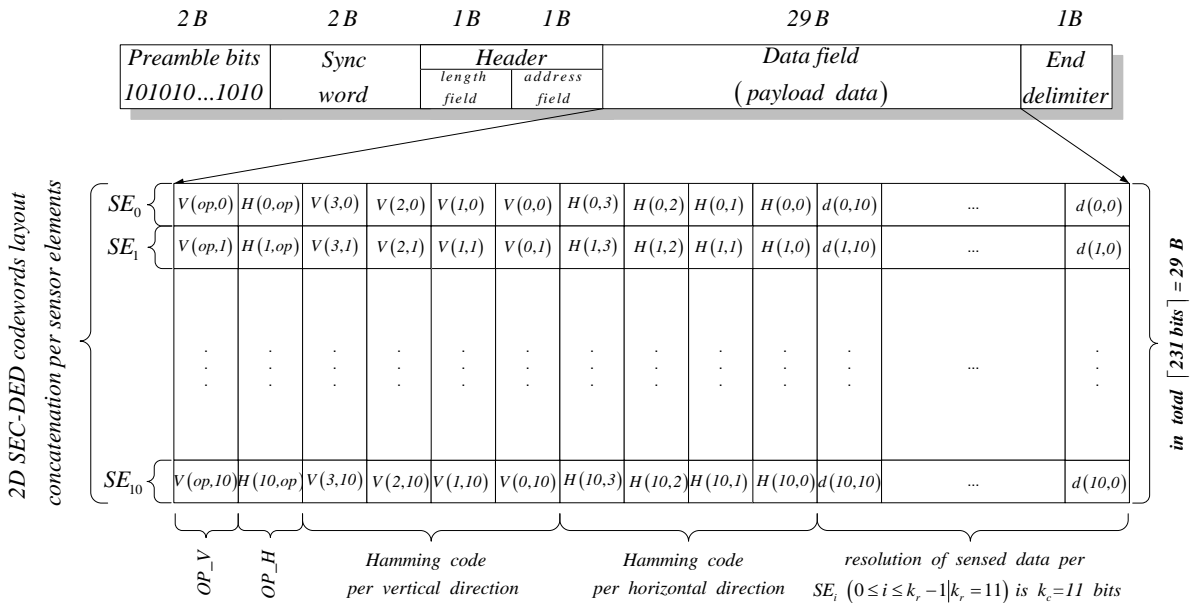 2B 2B 1B 1B 29B 1B
Preamble bits Sync Header Data field End
101010...1010 word length field address field (payload data) delimiter
2D SEC-DED codewords layout
concatenation per sensor elements
SE0 V(op,0) H(0,op) V(3,0) V(2,0) V(1,0) V(0,0) H(0,3) H(0,2) H(0,1) H(0,0) d(0,10) ... d(0,0)
SE1 V(op,1) H(1,op) V(3,1) V(2,1) V(1,1) V(0,1) H(1,3) H(1,2) H(1,1) H(1,0) d(1,10) ... d(1,0)
. . . . . . . . . . . . 
. . . . . . . . . . . ... .
. . . . . . . . . . . .
SE10 V(op,10) H(10,op) V(3,10) V(2,10) V(1,10) V(0,10) H(10,3) H(10,2) H(10,1) H(10,0) d(10,10) ... d(10,0)
in total ⌈231 bits⌉ = 29 B
OP_V
OP_H
Hamming code
per vertical direction
Hamming code
per horizontal direction
resolution of sensed data per
SEi (0 ≤ i ≤ kr −1|kr = 11) is kc=11 bits